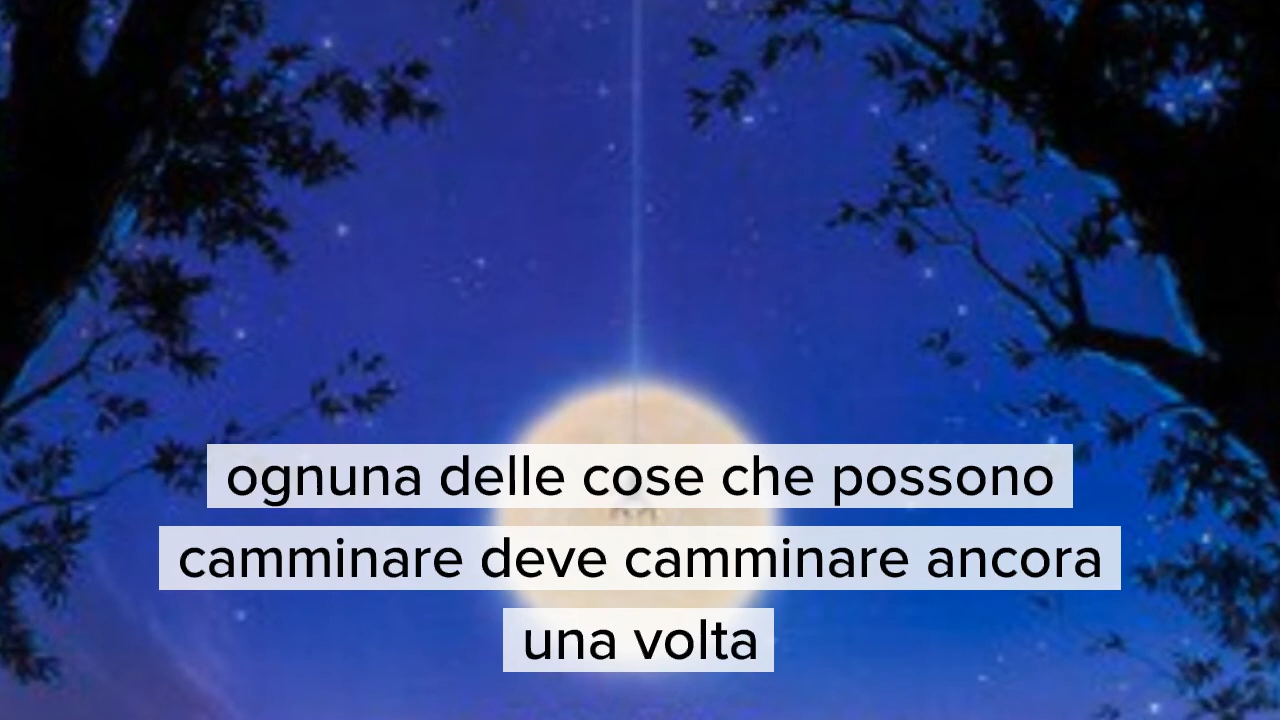 ognuna delle cose che possono
camminare deve camminare ancora
una volta